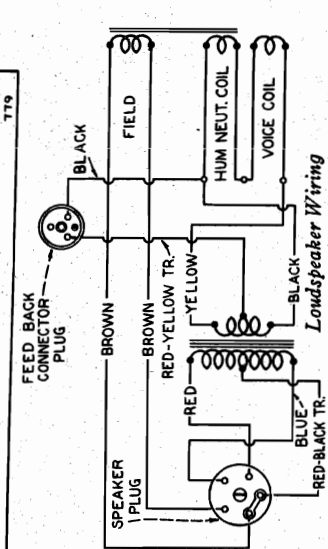 779
FIELD
HUM NEUT. COIL
VOICE COIL
BLACK
FEED BACK
CONNECTOR
PLUG
BROWN
BROWN
RED-YELLOW TR.
YELLOW
BLACK
Loudspeaker Wiring
RED
BLUE
RED-BLACK TR.
SPEAKER
PLUG